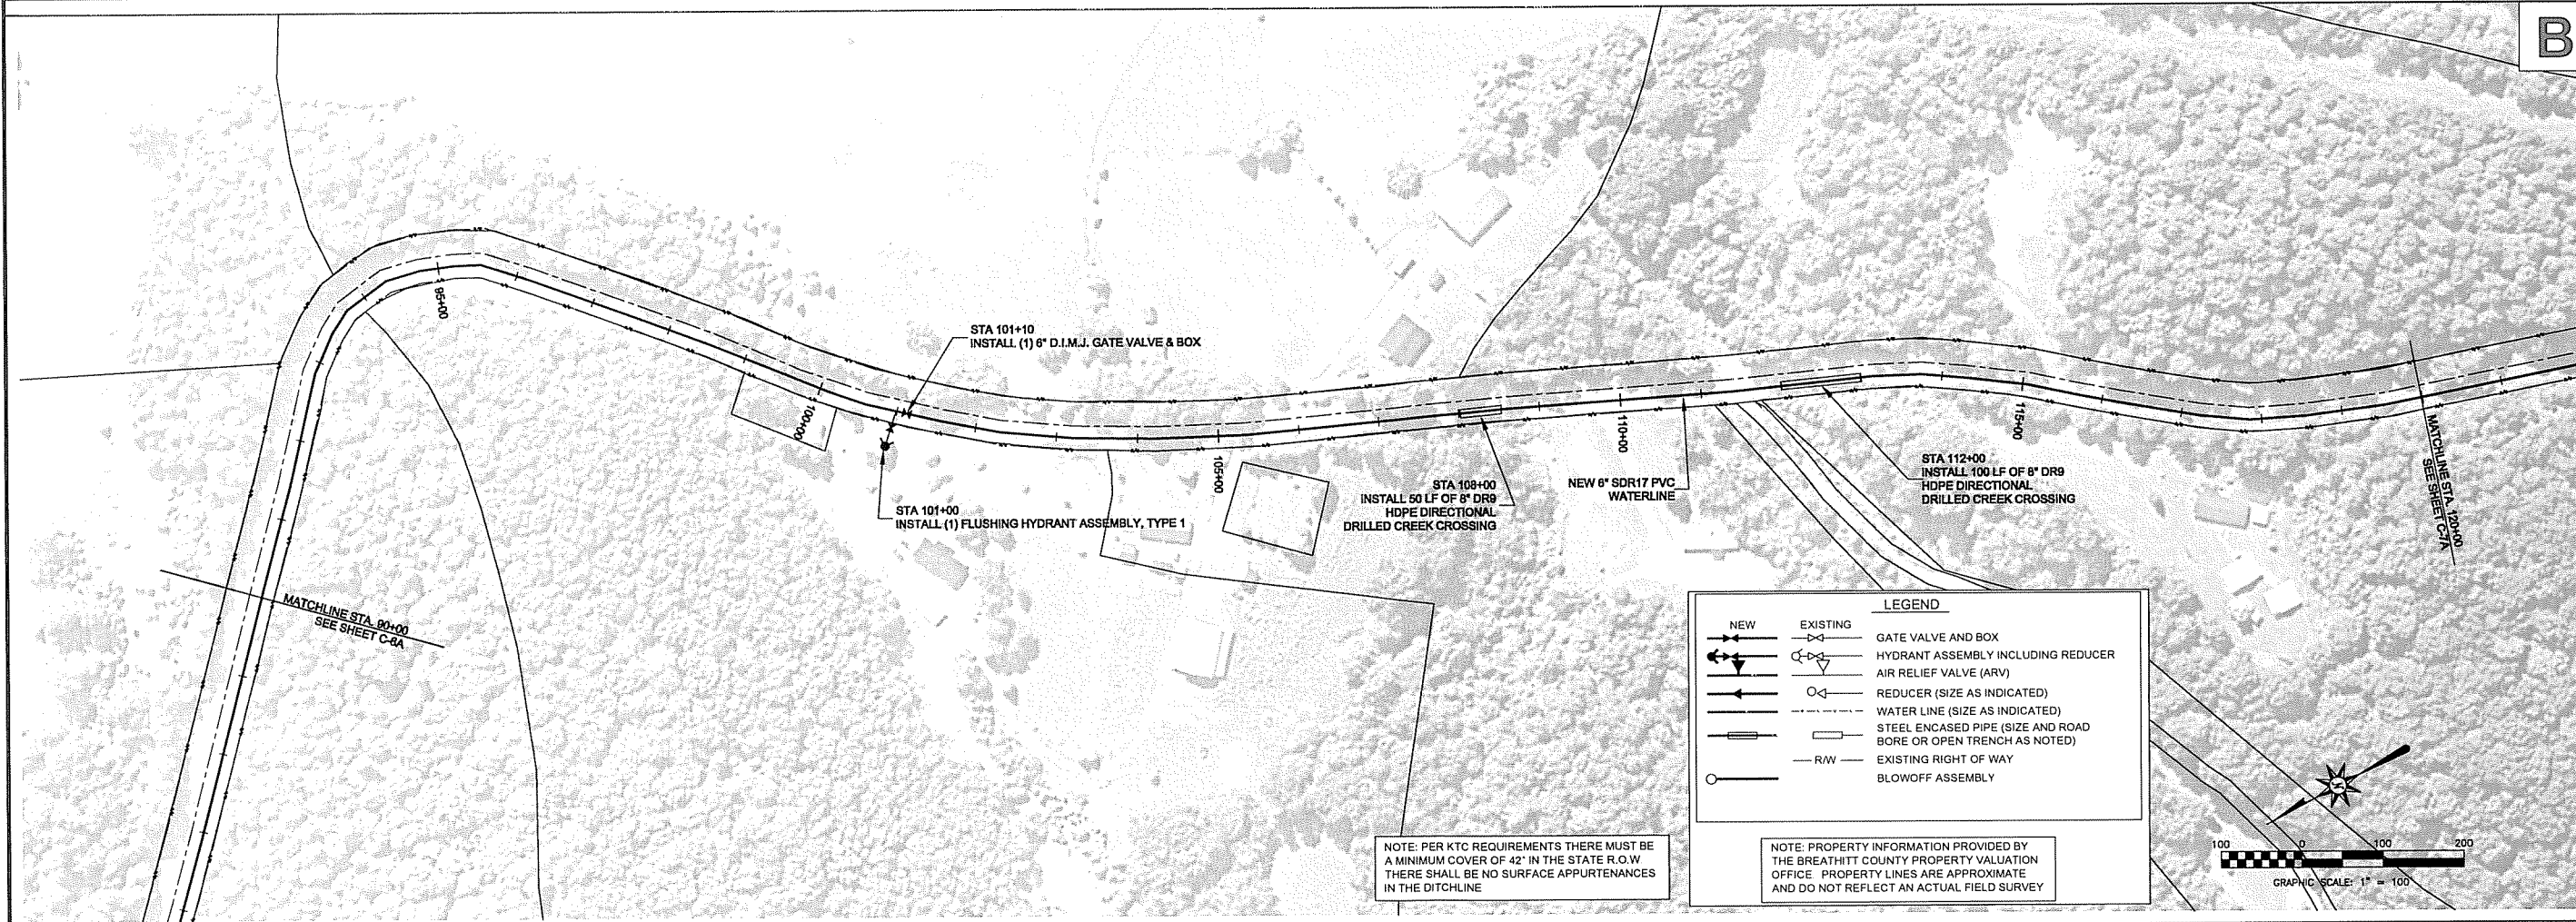 B
95+00
STA 101+10
INSTALL (1) 6" D.I.M.J. GATE VALVE & BOX
100+00
STA 101+00
INSTALL (1) FLUSHING HYDRANT ASSEMBLY, TYPE 1
105+00
STA 108+00
INSTALL 50 LF OF 8" DR9
HDPE DIRECTIONAL
DRILLED CREEK CROSSING
110+00
NEW 6" SDR17 PVC
WATERLINE
STA 112+00
INSTALL 100 LF OF 8" DR9
HDPE DIRECTIONAL
DRILLED CREEK CROSSING
115+00
MATCHLINE STA. 120+00
SEE SHEET C-7A
MATCHLINE STA. 90+00
SEE SHEET C-6A
LEGEND
NEW EXISTING
GATE VALVE AND BOX
HYDRANT ASSEMBLY INCLUDING REDUCER
AIR RELIEF VALVE (ARV)
REDUCER (SIZE AS INDICATED)
WATER LINE (SIZE AS INDICATED)
STEEL ENCASED PIPE (SIZE AND ROAD
BORE OR OPEN TRENCH AS NOTED)
R/W EXISTING RIGHT OF WAY
BLOWOFF ASSEMBLY
NOTE: PER KTC REQUIREMENTS THERE MUST BE
A MINIMUM COVER OF 42" IN THE STATE R.O.W
THERE SHALL BE NO SURFACE APPURTENANCES
IN THE DITCHLINE
NOTE: PROPERTY INFORMATION PROVIDED BY
THE BREATHITT COUNTY PROPERTY VALUATION
OFFICE PROPERTY LINES ARE APPROXIMATE
AND DO NOT REFLECT AN ACTUAL FIELD SURVEY
100 0 100 200
GRAPHIC SCALE: 1" = 100'